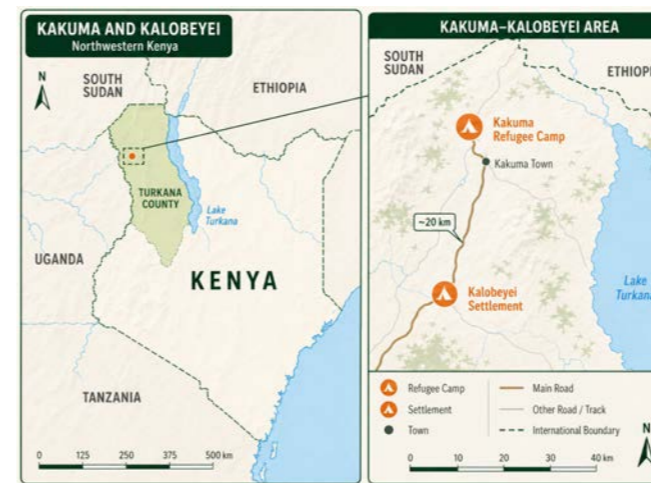 KAKUMA AND KALOBEYEI
Northwestern Kenya
N
SOUTH
SUDAN
ETHIOPIA
TURKANA
COUNTY
Lake
Turkana
UGANDA
KENYA
TANZANIA
0 125 250 375 500 km
KAKUMA–KALOBEYEI AREA
SOUTH
SUDAN
ETHIOP
Kakuma
Refugee Camp
Kakuma Town
~20 km
Kalobeyei
Settlement
Lake
Turkana
Refugee Camp
Settlement
Town
Main Road
Other Road / Track
International Boundary
N
0 10 20 30 40 km